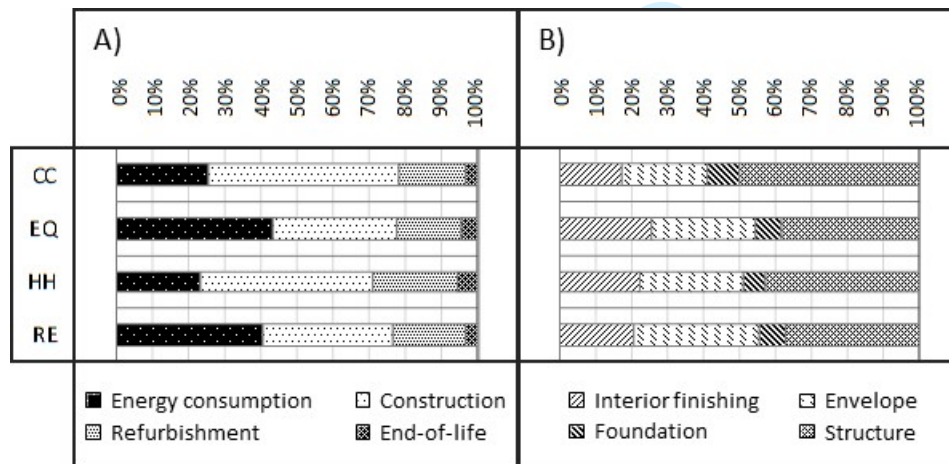 A)
B)
0% 10% 20% 30% 40% 50% 60% 70% 80% 90% 100%
0% 10% 20% 30% 40% 50% 60% 70% 80% 90% 100%
CC
EQ
HH
RE
Energy consumption Construction
Refurbishment End-of-life
Interior finishing Envelope
Foundation Structure